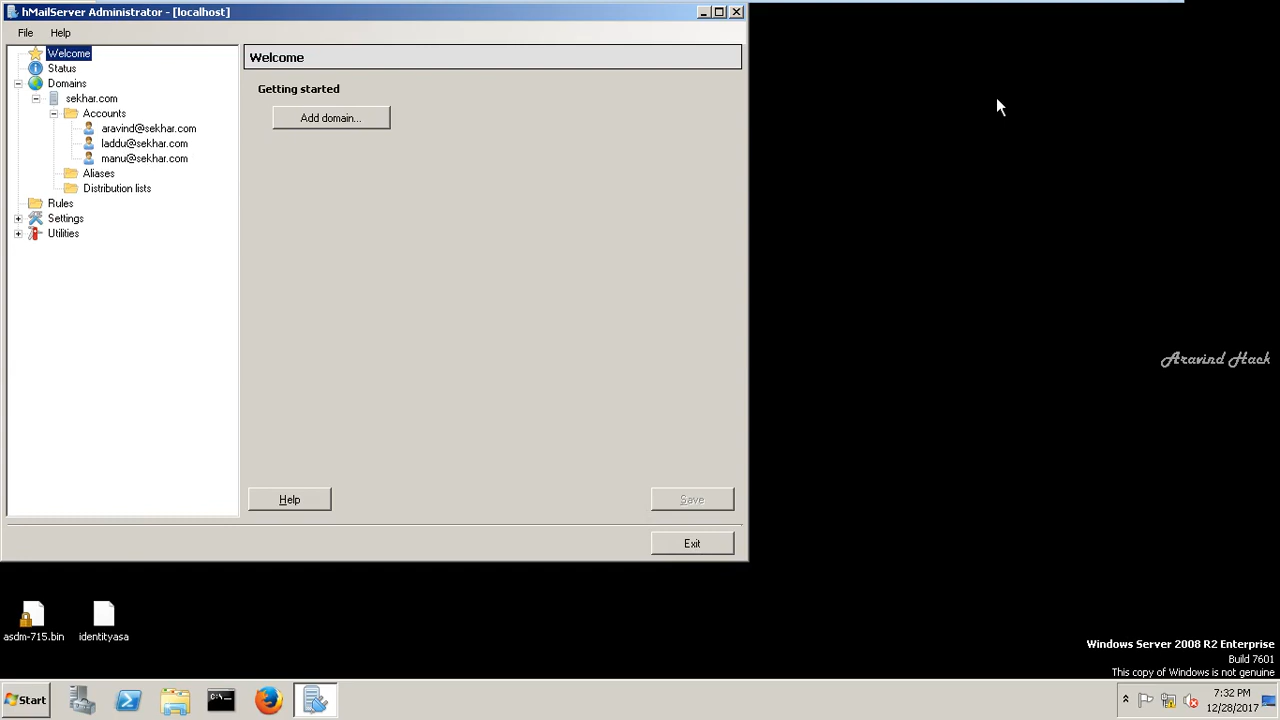 hMailServer Administrator - [localhost]
File Help
Welcome
Status
Domains
sekhar.com
Accounts
aravind@sekhar.com
laddu@sekhar.com
manu@sekhar.com
Aliases
Distribution lists
Rules
Settings
Utilities
Welcome
Getting started
Add domain...
Help
Save
Exit
Aravind Hack
asdm-715.bin
identityasa
Windows Server 2008 R2 Enterprise
Build 7601
This copy of Windows is not genuine
Start
7:32 PM
12/28/2017